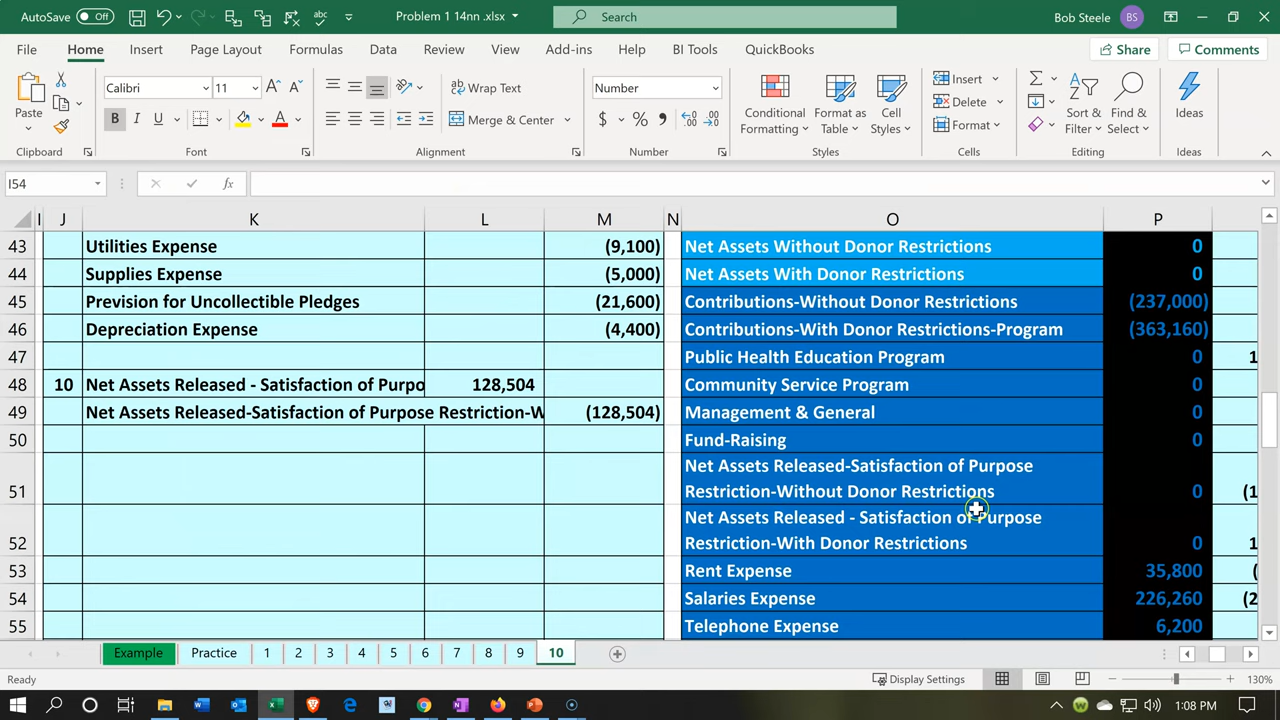 AutoSave Off Problem 1 14nn .xlsx Search Bob Steele BS
File Home Insert Page Layout Formulas Data Review View Add-ins Help BI Tools QuickBooks Share Comments
Calibri 11 Wrap Text Number Insert
Paste B I U Merge & Center $ % Conditional Formatting Format as Table Cell Styles Delete Format Sort & Filter Find & Select Ideas
Clipboard Font Alignment Number Styles Cells Editing Ideas
I54 fx
I J K L M N O P
43 Utilities Expense (9,100) Net Assets Without Donor Restrictions 0
44 Supplies Expense (5,000) Net Assets With Donor Restrictions 0
45 Prevision for Uncollectible Pledges (21,600) Contributions-Without Donor Restrictions (237,000)
46 Depreciation Expense (4,400) Contributions-With Donor Restrictions-Program (363,160)
47 Public Health Education Program 0 1
48 10 Net Assets Released - Satisfaction of Purpo 128,504 Community Service Program 0
49 Net Assets Released-Satisfaction of Purpose Restriction-W (128,504) Management & General 0
50 Fund-Raising 0
Net Assets Released-Satisfaction of Purpose
51 Restriction-Without Donor Restrictions 0 (1
Net Assets Released - Satisfaction of Purpose
52 Restriction-With Donor Restrictions 0 1
53 Rent Expense 35,800 (
54 Salaries Expense 226,260 (2
55 Telephone Expense 6,200
Example Practice 1 2 3 4 5 6 7 8 9 10
Ready Display Settings 130%
1:08 PM